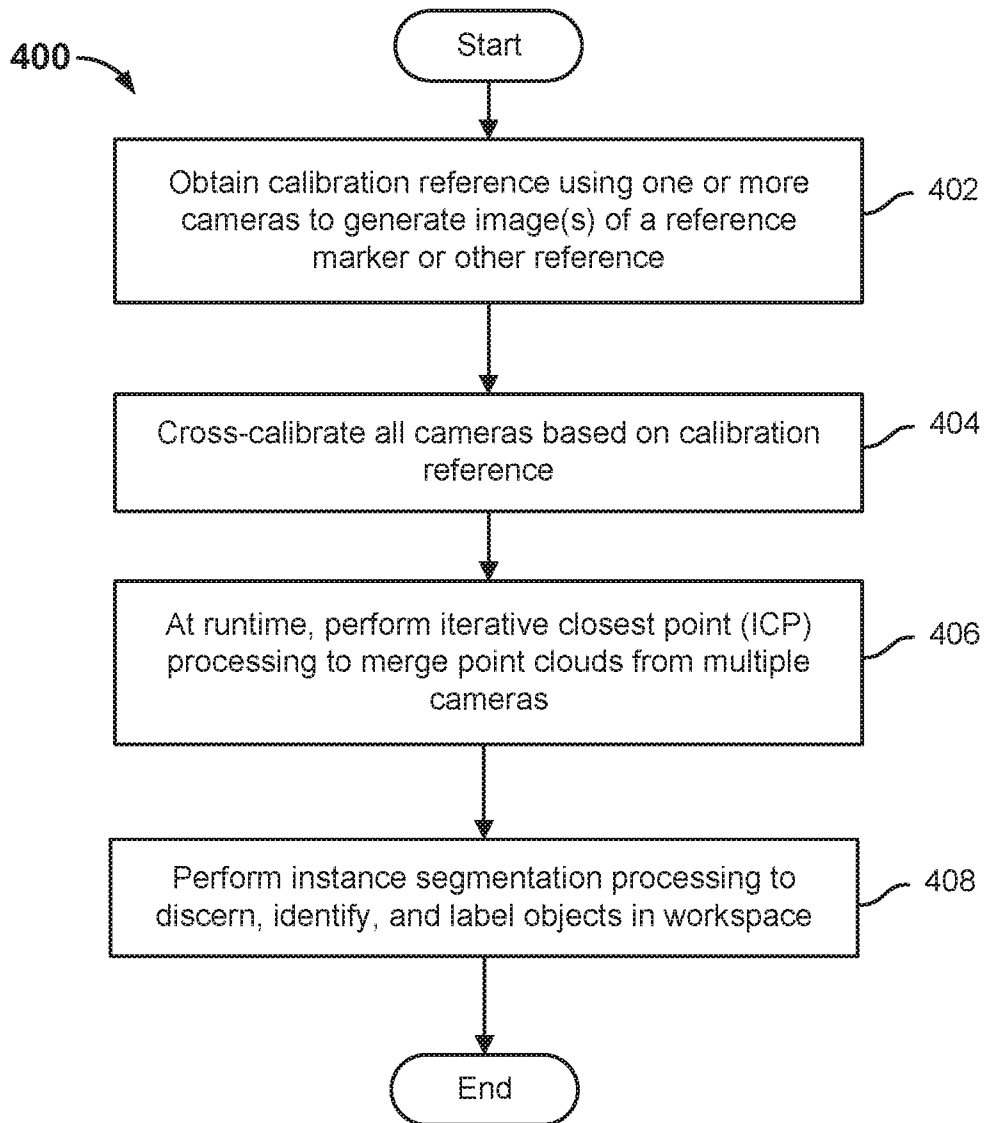 Start
400
Obtain calibration reference using one or more
cameras to generate image(s) of a reference
marker or other reference
402
Cross-calibrate all cameras based on calibration
reference
404
At runtime, perform iterative closest point (ICP)
processing to merge point clouds from multiple
cameras
406
Perform instance segmentation processing to
discern, identify, and label objects in workspace
408
End